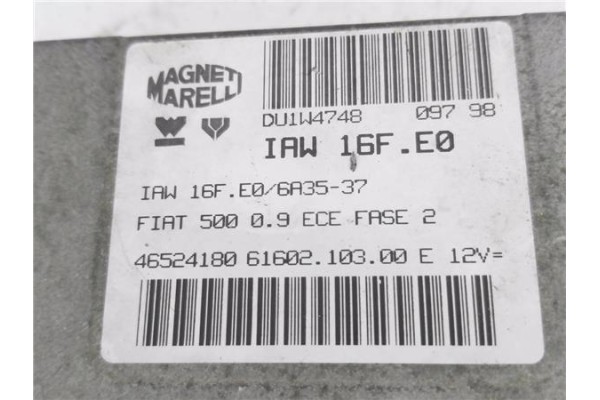 MAGNETI
MARELLI
DU1W4748 097 98
IAW 16F.E0
IAW 16F.E0/6A35-37
FIAT 500 0.9 ECE FASE 2
46524180 61602.103.00 E 12V=